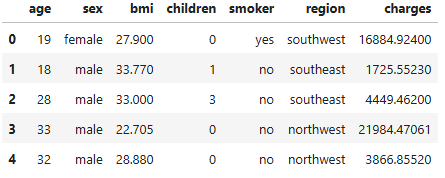 age sex bmi children smoker region charges
0 19 female 27.900 0 yes southwest 16884.92400
1 18 male 33.770 1 no southeast 1725.55230
2 28 male 33.000 3 no southeast 4449.46200
3 33 male 22.705 0 no northwest 21984.47061
4 32 male 28.880 0 no northwest 3866.85520